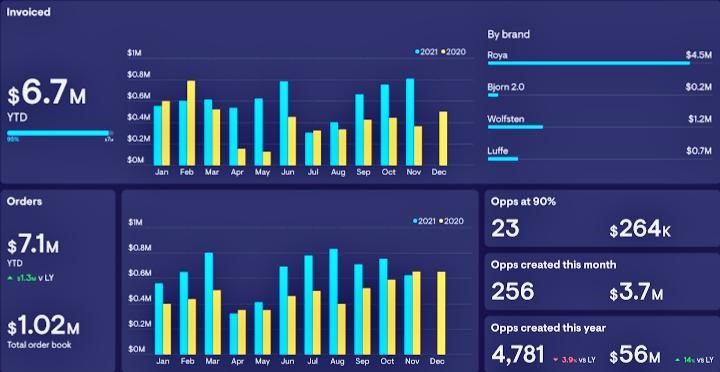 Invoiced
$6.7M
YTD
95%
$7M
2021 2020
$1M
$0.8M
$0.6M
$0.4M
$0.2M
$0M
Jan Feb Mar Apr May Jun Jul Aug Sep Oct Nov Dec
By brand
Roya $4.5M
Bjorn 2.0 $0.2M
Wolfsten $1.2M
Luffe $0.7M
Orders
$7.1M
YTD
$1.3M v LY
$1.02M
Total order book
2021 2020
$1M
$0.8M
$0.6M
$0.4M
$0.2M
$0M
Jan Feb Mar Apr May Jun Jul Aug Sep Oct Nov Dec
Opps at 90%
23 $264K
Opps created this month
256 $3.7M
Opps created this year
4,781 3.9% vs LY $56M 14% vs LY